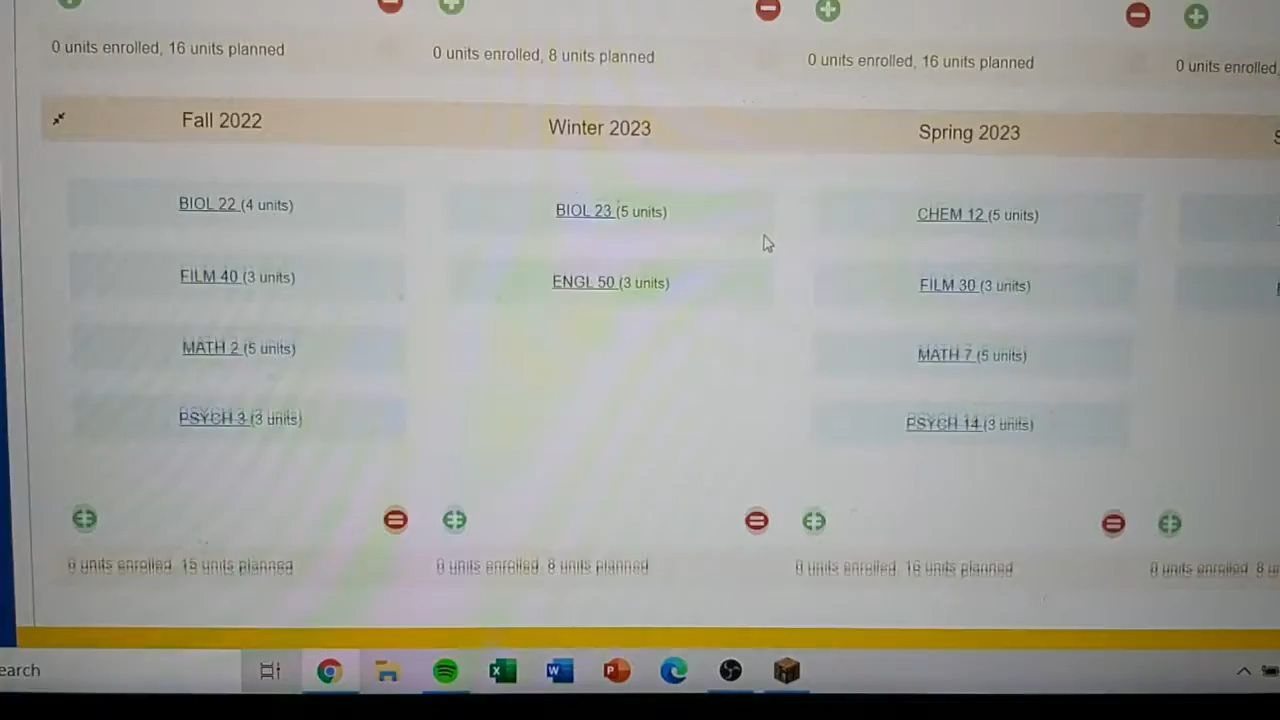 0 units enrolled, 16 units planned
0 units enrolled, 8 units planned
0 units enrolled, 16 units planned
0 units enrolled,
Fall 2022
Winter 2023
Spring 2023
S
BIOL 22 (4 units)
BIOL 23 (5 units)
CHEM 12 (5 units)
FILM 40 (3 units)
ENGL 50 (3 units)
FILM 30 (3 units)
MATH 2 (5 units)
MATH 7 (5 units)
PSYCH 3 (3 units)
PSYCH 14 (3 units)
0 units enrolled, 15 units planned
0 units enrolled, 8 units planned
0 units enrolled, 16 units planned
0 units enrolled, 8
earch